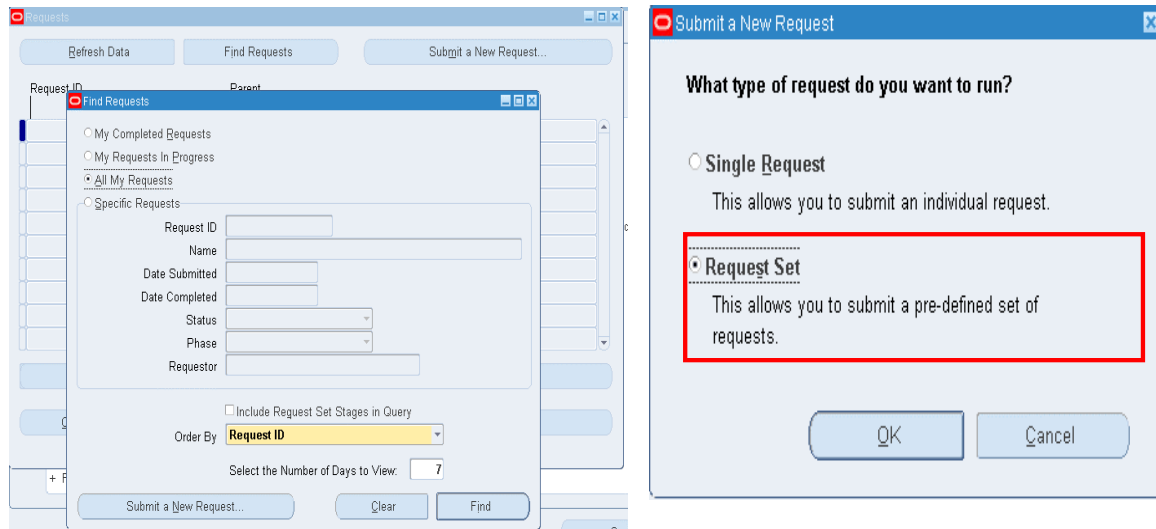 Requests
Refresh Data
Find Requests
Submit a New Request...
Request ID
Parent
Find Requests
My Completed Requests
My Requests In Progress
All My Requests
Specific Requests
Request ID
Name
Date Submitted
Date Completed
Status
Phase
Requestor
Include Request Set Stages in Query
Order By Request ID
Select the Number of Days to View: 7
Submit a New Request...
Clear
Find
Submit a New Request
What type of request do you want to run?
Single Request
This allows you to submit an individual request.
Request Set
This allows you to submit a pre-defined set of
requests.
OK
Cancel